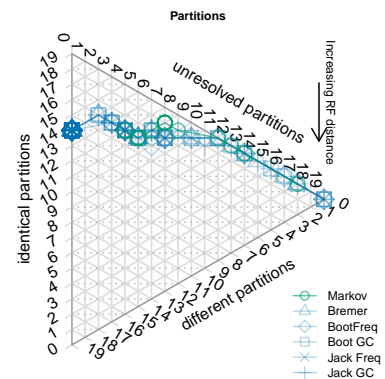 Partitions
0 1 2 3 4 5 6 7 8 9 10 11 12 13 14 15 16 17 18 19
unresolved partitions
Increasing RF distance
19
18
17
16
15
14
13
12
11
10
9
8
7
6
5
4
3
2
1
0
identical partitions
0 1 2 3 4 5 6 7 8 9 10 11 12 13 14 15 16 17 18 19
different partitions
Markov
Bremer
BootFreq
Boot GC
Jack Freq
Jack GC